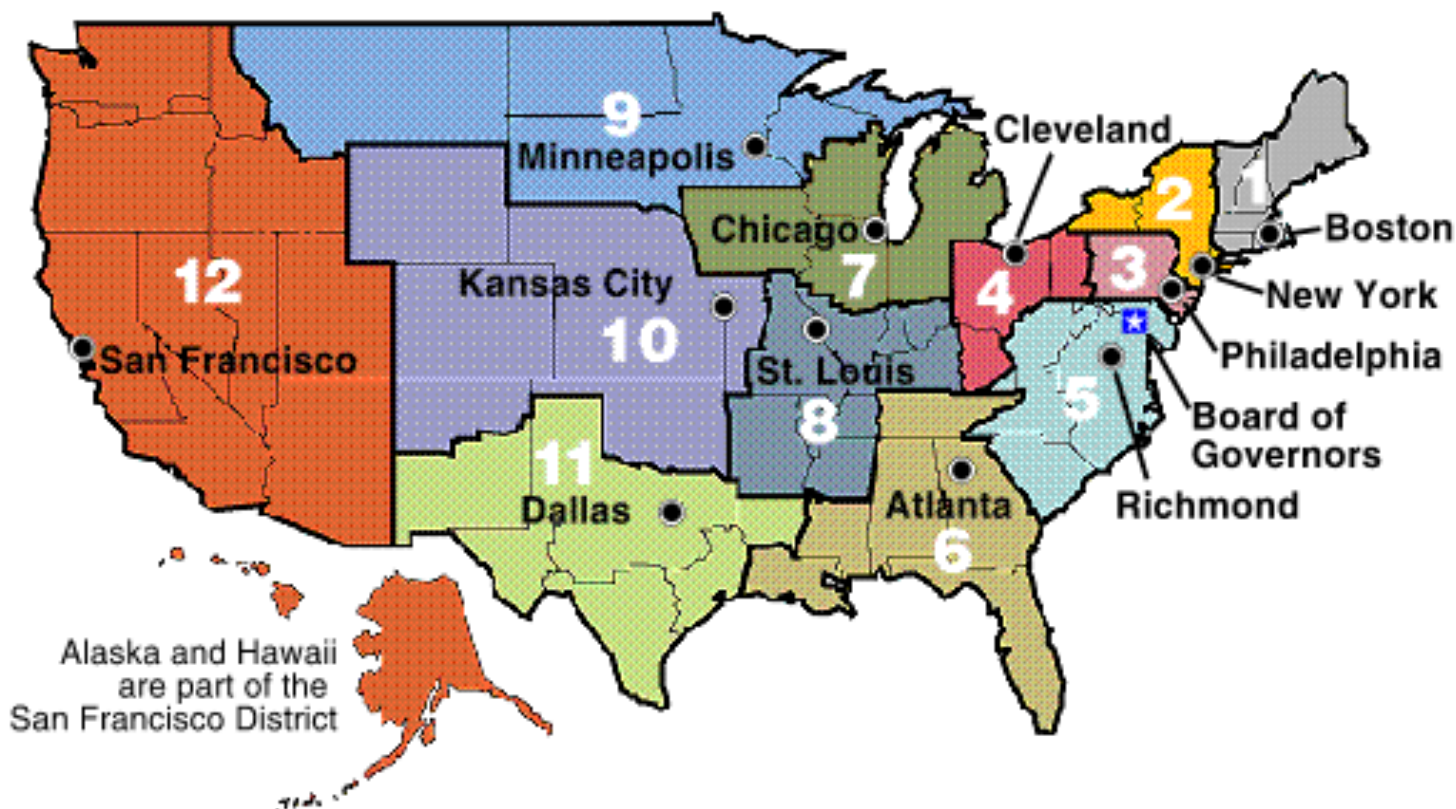 9
Minneapolis
Cleveland
1
2
Boston
Chicago
7
12
Kansas City
4
3
New York
10
San Francisco
St. Louis
Philadelphia
8
5
Board of
Governors
11
Dallas
Atlanta
6
Richmond
Alaska and Hawaii
are part of the
San Francisco District